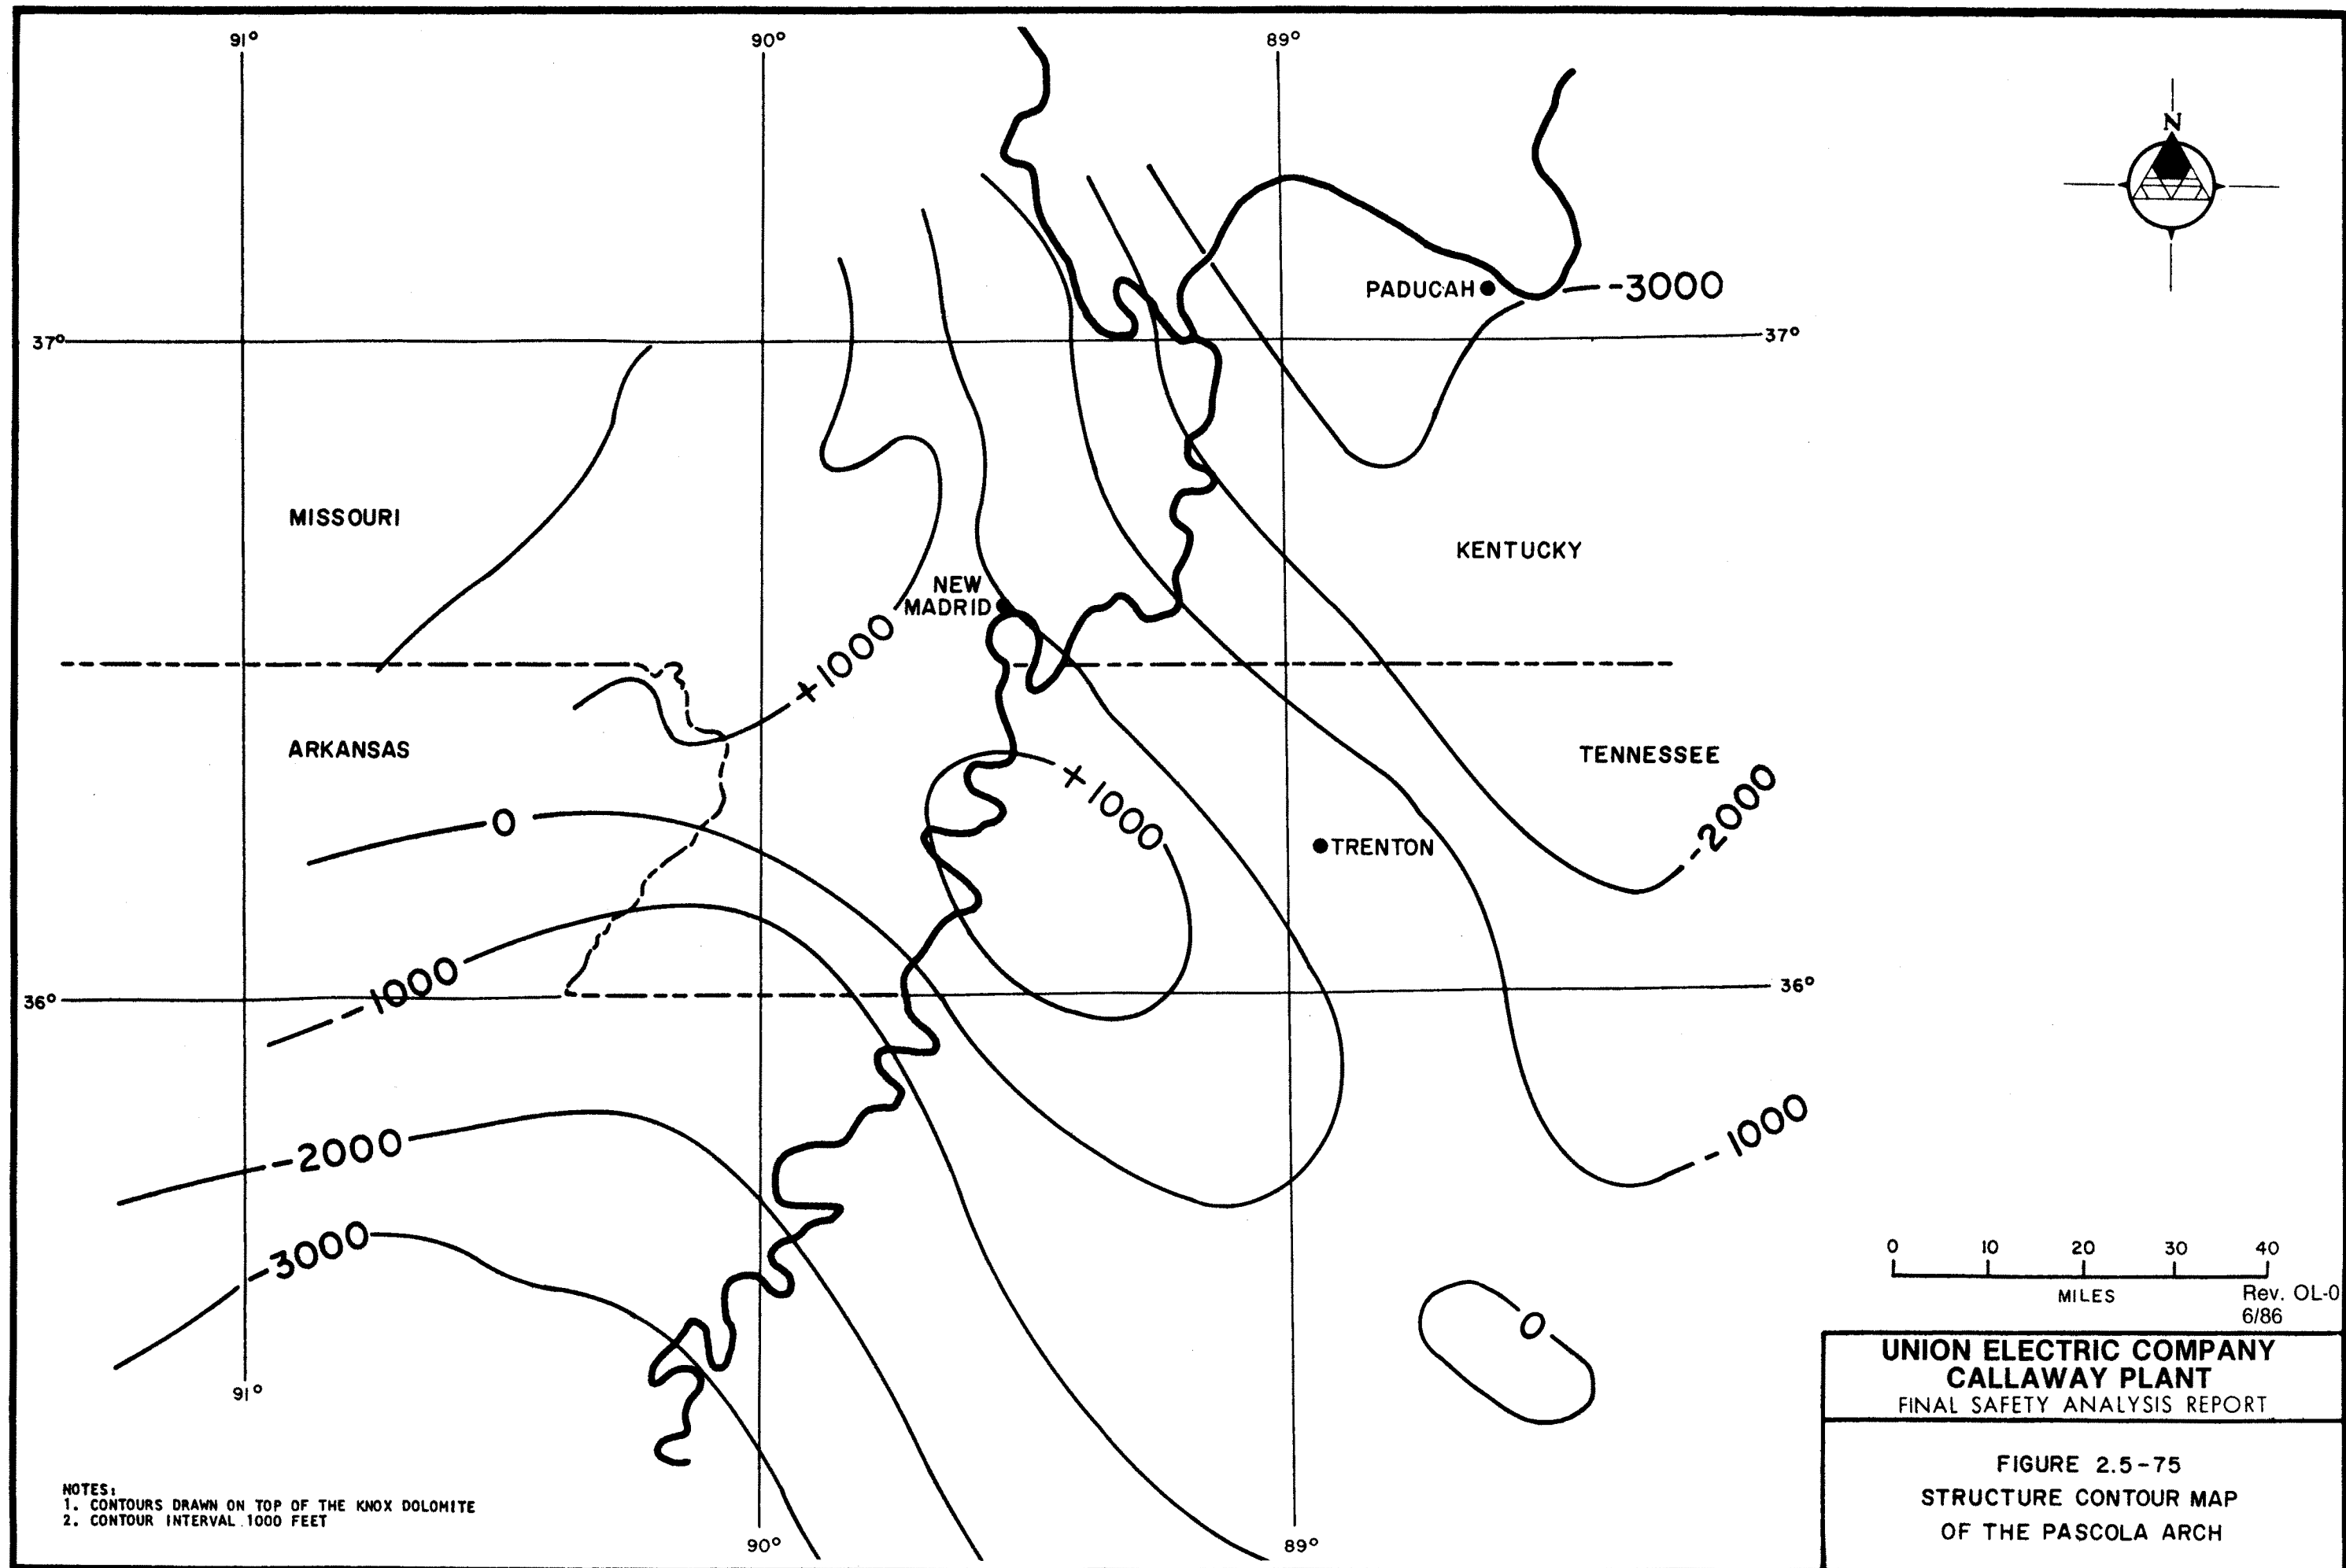 91°
90°
89°
N
PADUCAH
-3000
37°
37°
MISSOURI
KENTUCKY
NEW
MADRID
+1000
ARKANSAS
TENNESSEE
+1000
-2000
0
TRENTON
-1000
36°
36°
-1000
-2000
-3000
0
0 10 20 30 40
MILES
Rev. OL-0
6/86
91°
90°
89°
NOTES:
1. CONTOURS DRAWN ON TOP OF THE KNOX DOLOMITE
2. CONTOUR INTERVAL 1000 FEET
UNION ELECTRIC COMPANY
CALLAWAY PLANT
FINAL SAFETY ANALYSIS REPORT
FIGURE 2.5-75
STRUCTURE CONTOUR MAP
OF THE PASCOLA ARCH